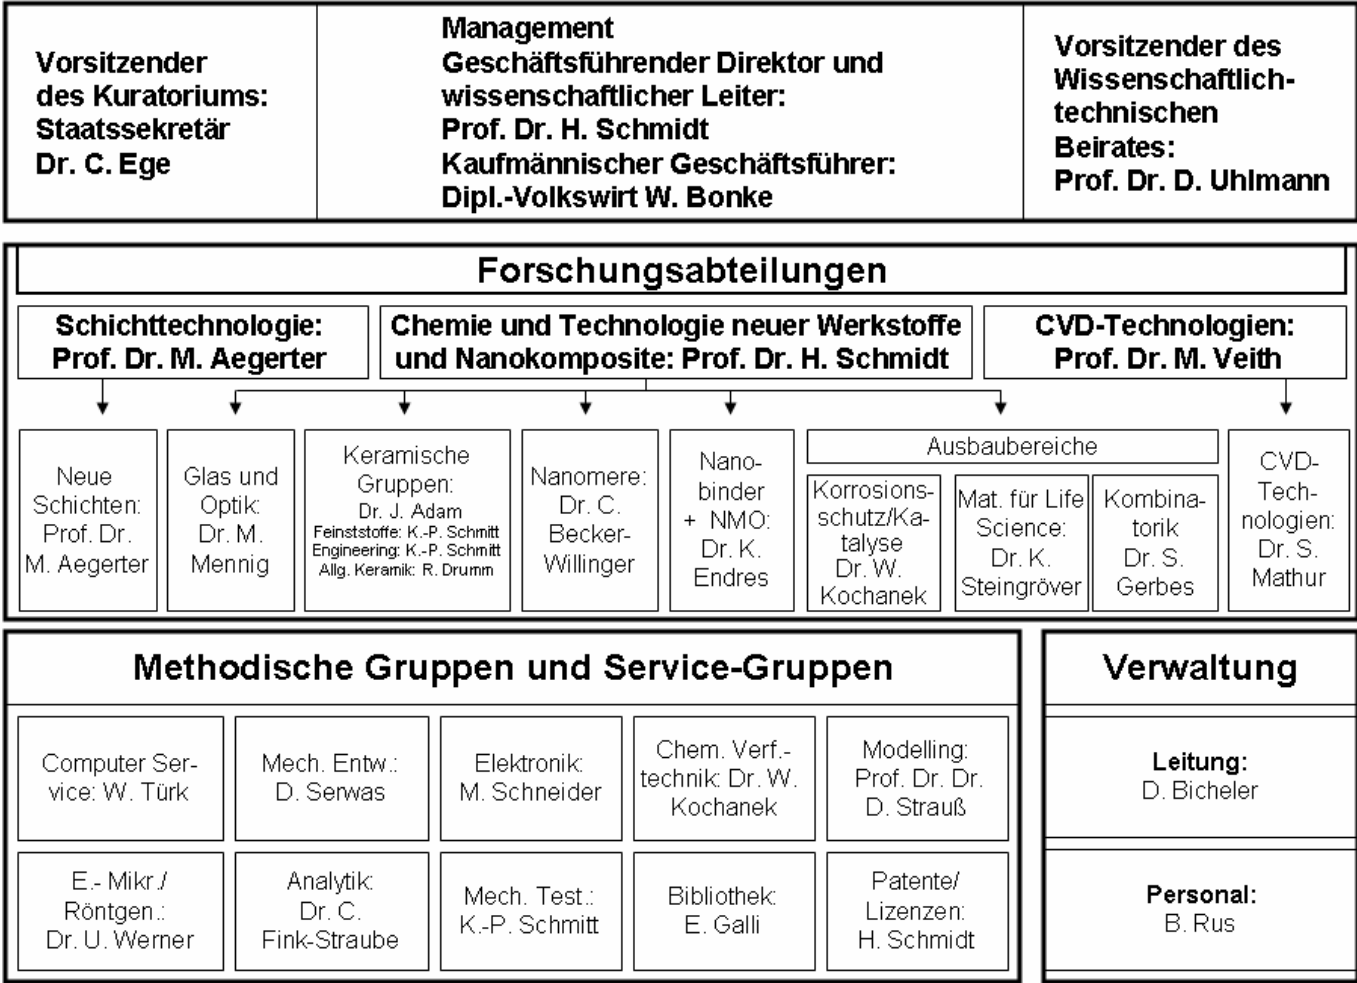 Vorsitzender
des Kuratoriums:
Staatssekretär
Dr. C. Ege
Management
Geschäftsführender Direktor und
wissenschaftlicher Leiter:
Prof. Dr. H. Schmidt
Kaufmännischer Geschäftsführer:
Dipl.-Volkswirt W. Bonke
Vorsitzender des
Wissenschaftlich-
technischen
Beirates:
Prof. Dr. D. Uhlmann
Forschungsabteilungen
Schichttechnologie:
Prof. Dr. M. Aegerter
Chemie und Technologie neuer Werkstoffe
und Nanokomposite: Prof. Dr. H. Schmidt
CVD-Technologien:
Prof. Dr. M. Veith
Neue
Schichten:
Prof. Dr.
M. Aegerter
Glas und
Optik:
Dr. M.
Mennig
Keramische
Gruppen:
Dr. J. Adam
Feinststoffe: K.-P. Schmitt
Engineering: K.-P. Schmitt
Allg. Keramik: R. Drumm
Nanomere:
Dr. C.
Becker-
Willinger
Nano-
binder
+ NMO:
Dr. K.
Endres
Ausbaubereiche
Korrosions-
schutz/Ka-
talyse
Dr. W.
Kochanek
Mat. für Life
Science:
Dr. K.
Steingröver
Kombina-
torik
Dr. S.
Gerbes
CVD-
Tech-
nologien:
Dr. S.
Mathur
Methodische Gruppen und Service-Gruppen
Computer Ser-
vice: W. Türk
Mech. Entw.:
D. Serwas
Elektronik:
M. Schneider
Chem. Verf.-
technik: Dr. W.
Kochanek
Modelling:
Prof. Dr. Dr.
D. Strauß
E.- Mikr./
Röntgen.:
Dr. U. Werner
Analytik:
Dr. C.
Fink-Straube
Mech. Test.:
K.-P. Schmitt
Bibliothek:
E. Galli
Patente/
Lizenzen:
H. Schmidt
Verwaltung
Leitung:
D. Bicheler
Personal:
B. Rus